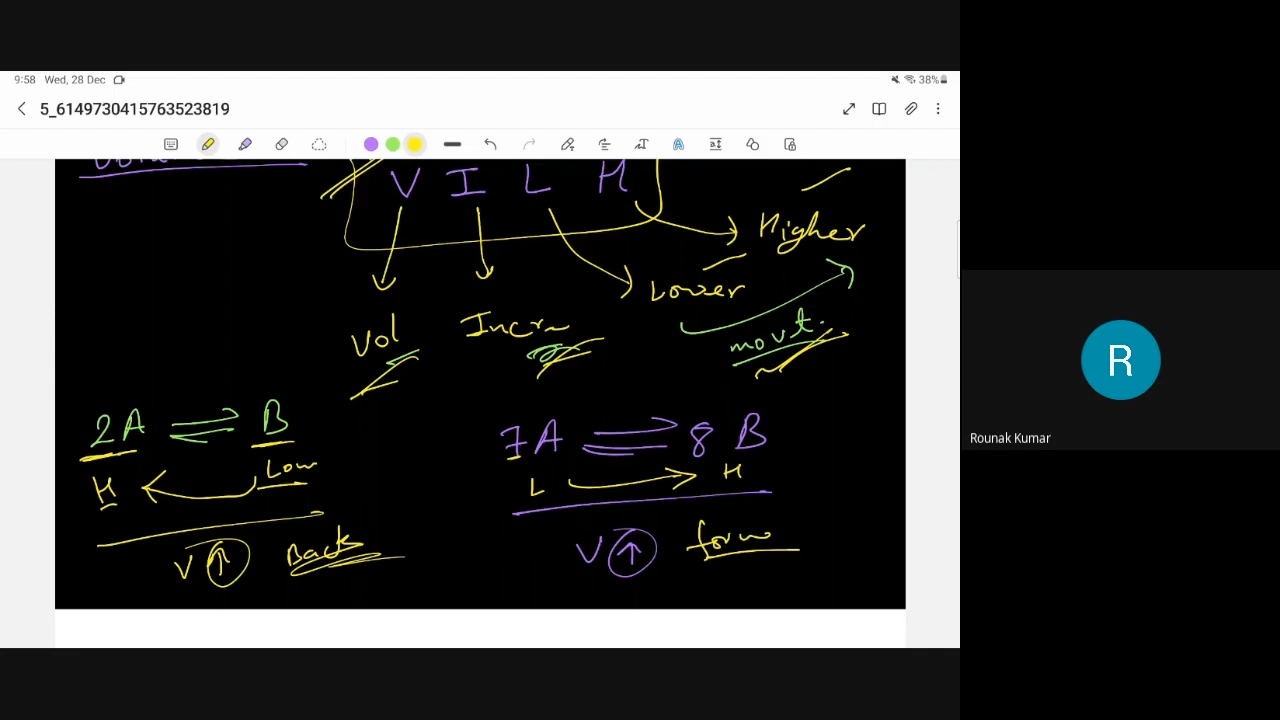 9:58 Wed, 28 Dec 38%
5_6149730415763523819
V I L H
Higher
Lower
Vol Incr movt.
2A ⇌ B 7A ⇌ 8 B
H Low L H
V ↑ Back V ↑ forw
Rounak Kumar
R